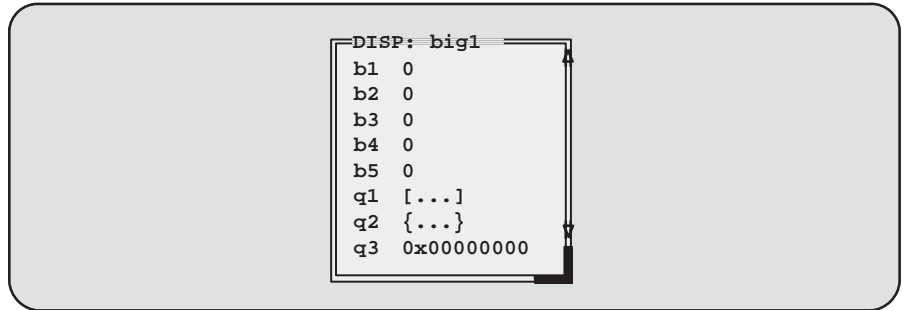 DISP: big1
b1 0
b2 0
b3 0
b4 0
b5 0
q1 [...]
q2 {...}
q3 0x00000000